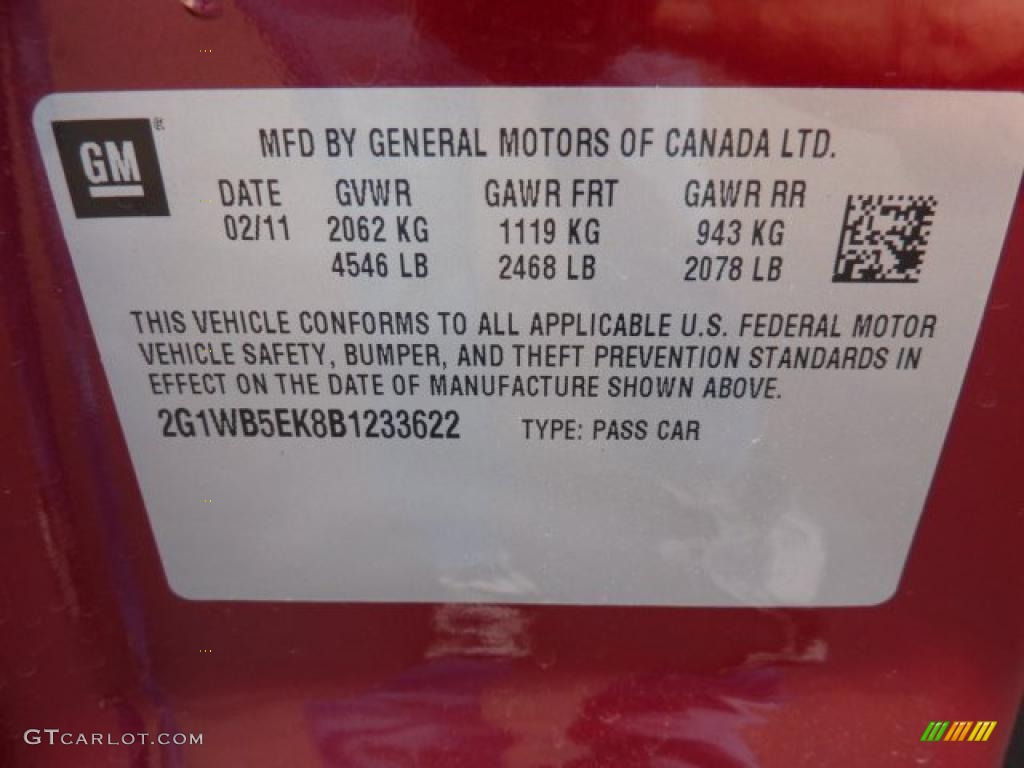 GM ®
MFD BY GENERAL MOTORS OF CANADA LTD.
DATE GVWR GAWR FRT GAWR RR
02/11 2062 KG 1119 KG 943 KG
4546 LB 2468 LB 2078 LB
THIS VEHICLE CONFORMS TO ALL APPLICABLE U.S. FEDERAL MOTOR
VEHICLE SAFETY, BUMPER, AND THEFT PREVENTION STANDARDS IN
EFFECT ON THE DATE OF MANUFACTURE SHOWN ABOVE.
2G1WB5EK8B1233622 TYPE: PASS CAR
GTCARLOT.COM